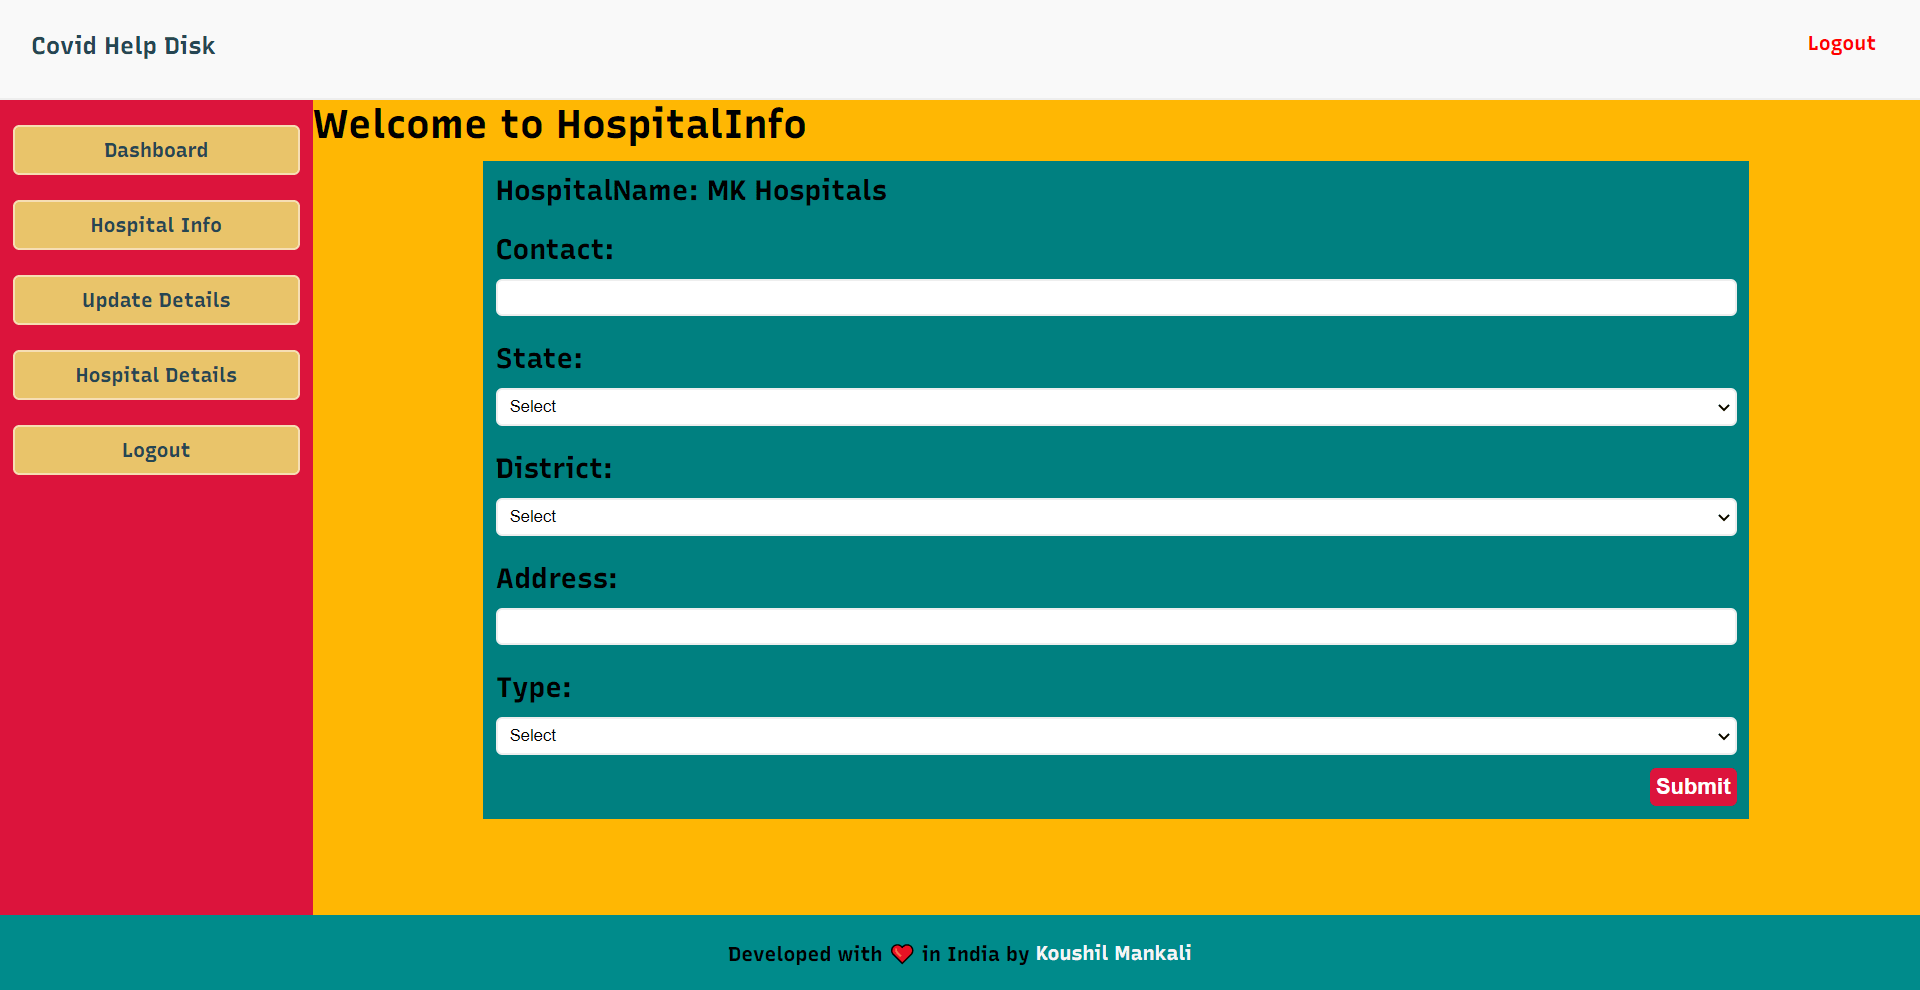 Covid Help Disk
Logout
Dashboard
Hospital Info
Update Details
Hospital Details
Logout
Welcome to HospitalInfo
HospitalName: MK Hospitals
Contact:
State:
Select
District:
Select
Address:
Type:
Select
Submit
Developed with ❤️ in India by Koushil Mankali